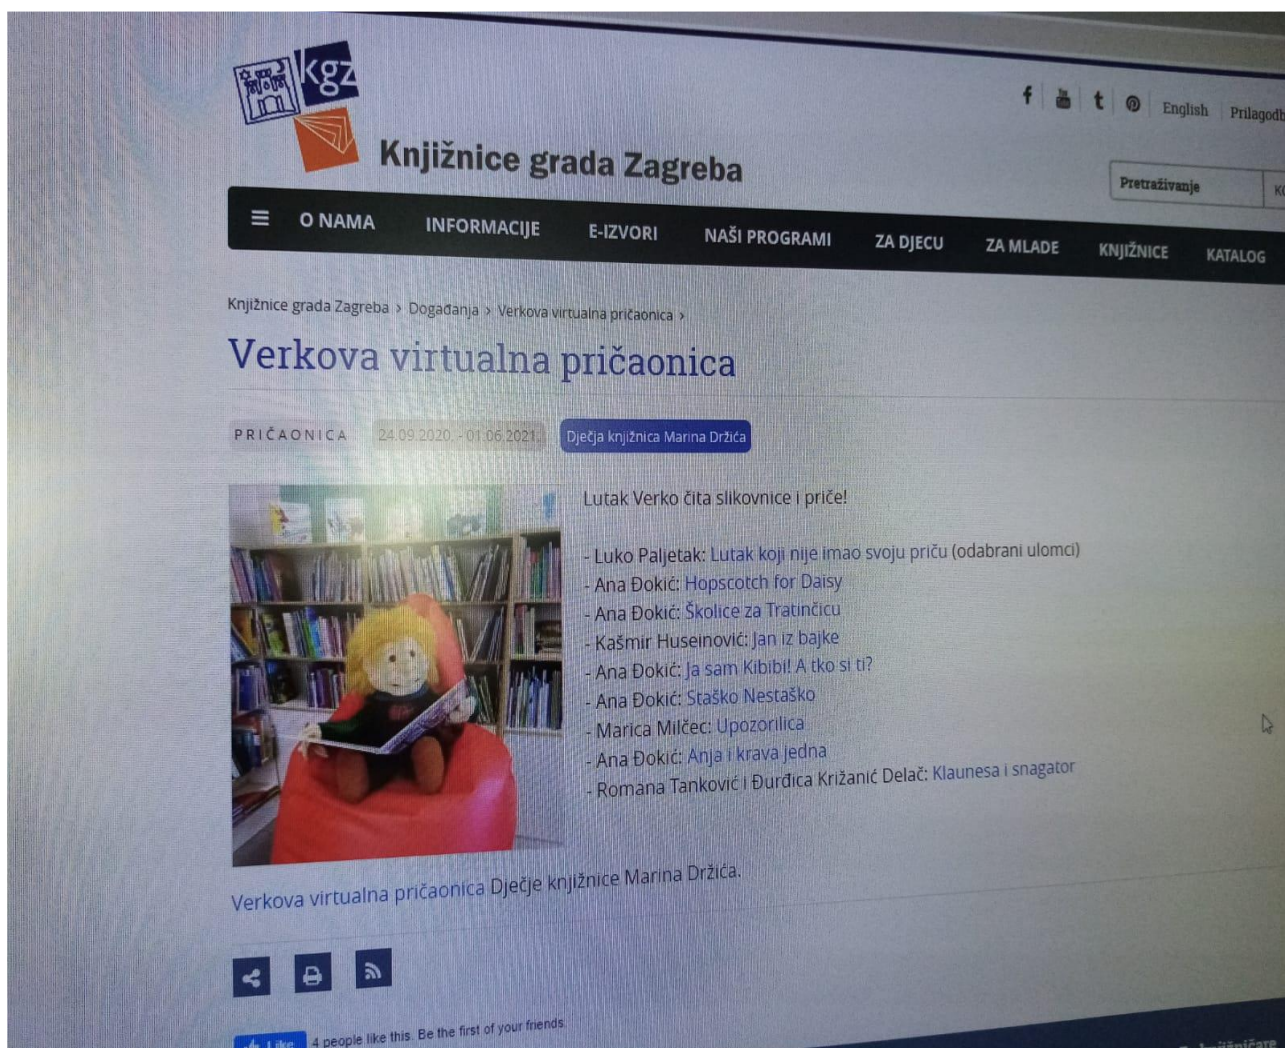 kgz
Knjižnice grada Zagreba
English Prilagodb
Pretraživanje
O NAMA INFORMACIJE E-IZVORI NAŠI PROGRAMI ZA DJECU ZA MLADE KNJIŽNICE KATALOG
Knjižnice grada Zagreba > Događanja > Verkova virtualna pričaonica >
Verkova virtualna pričaonica
PRIČAONICA 24.09.2020. - 01.06.2021. Dječja knjižnica Marina Držića
Lutak Verko čita slikovnice i priče!
- Luko Paljetak: Lutak koji nije imao svoju priču (odabrani ulomci)
- Ana Đokić: Hopscotch for Daisy
- Ana Đokić: Školice za Tratinčicu
- Kašmir Huseinović: Jan iz bajke
- Ana Đokić: Ja sam Kibibi! A tko si ti?
- Ana Đokić: Staško Nestaško
- Marica Milčec: Upozorilica
- Ana Đokić: Anja i krava jedna
- Romana Tanković i Đurđica Križanić Delač: Klaunesa i snagator
Verkova virtualna pričaonica Dječje knjižnice Marina Držića.
Like 4 people like this. Be the first of your friends.